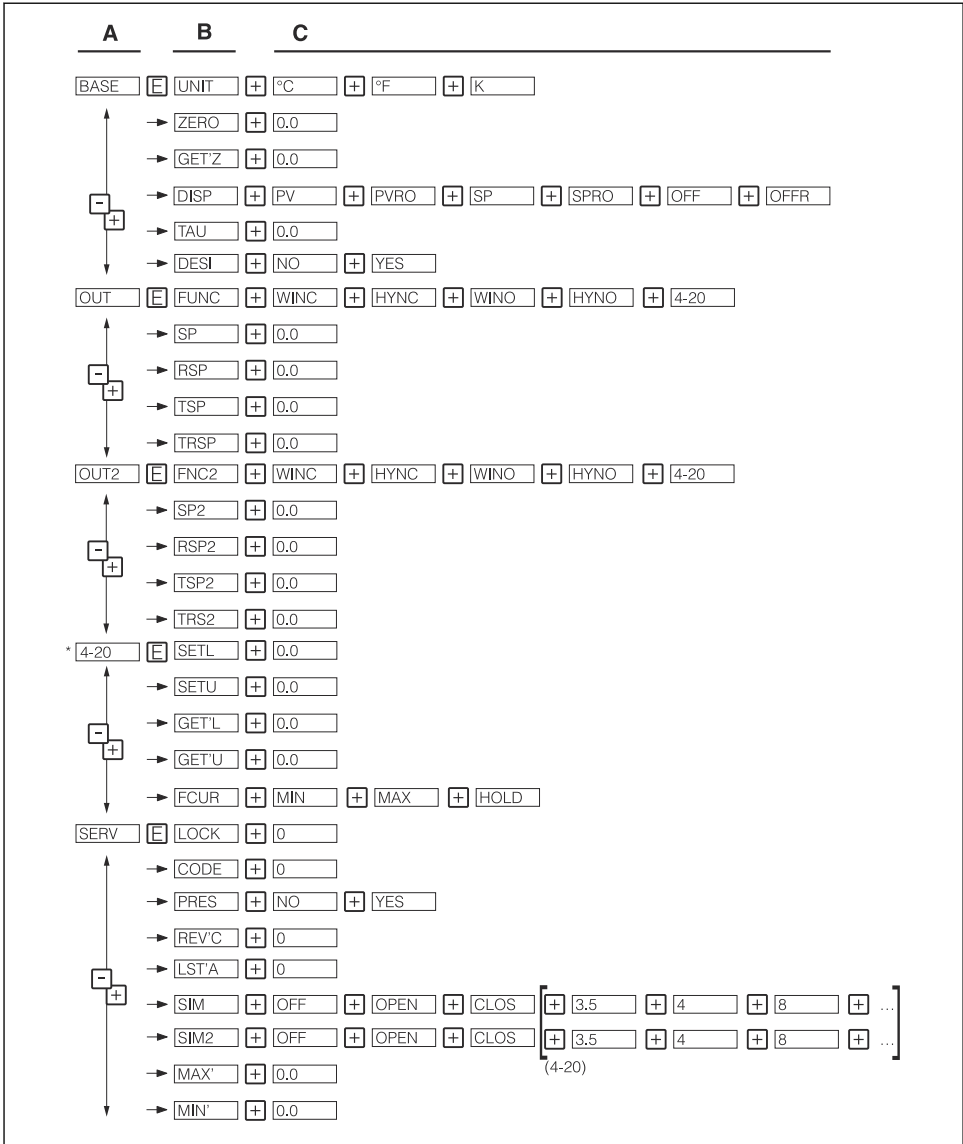 A B C
BASE E UNIT + °C + °F + K
ZERO + 0.0
GET'Z + 0.0
DISP + PV + PVRO + SP + SPRO + OFF + OFFR
-
+
TAU + 0.0
DESI + NO + YES
OUT E FUNC + WINC + HYNC + WINO + HYNO + 4-20
SP + 0.0
- RSP + 0.0
+
TSP + 0.0
TRSP + 0.0
OUT2 E FNC2 + WINC + HYNC + WINO + HYNO + 4-20
SP2 + 0.0
- RSP2 + 0.0
+
TSP2 + 0.0
TRS2 + 0.0
* 4-20 E SETL + 0.0
SETU + 0.0
- GET'L + 0.0
+
GET'U + 0.0
FCUR + MIN + MAX + HOLD
SERV E LOCK + 0
CODE + 0
PRES + NO + YES
REV'C + 0
LST'A + 0
-
+
SIM + OFF + OPEN + CLOS [ + 3.5 + 4 + 8 + ... ]
SIM2 + OFF + OPEN + CLOS [ + 3.5 + 4 + 8 + ... ]
(4-20)
MAX' + 0.0
MIN' + 0.0